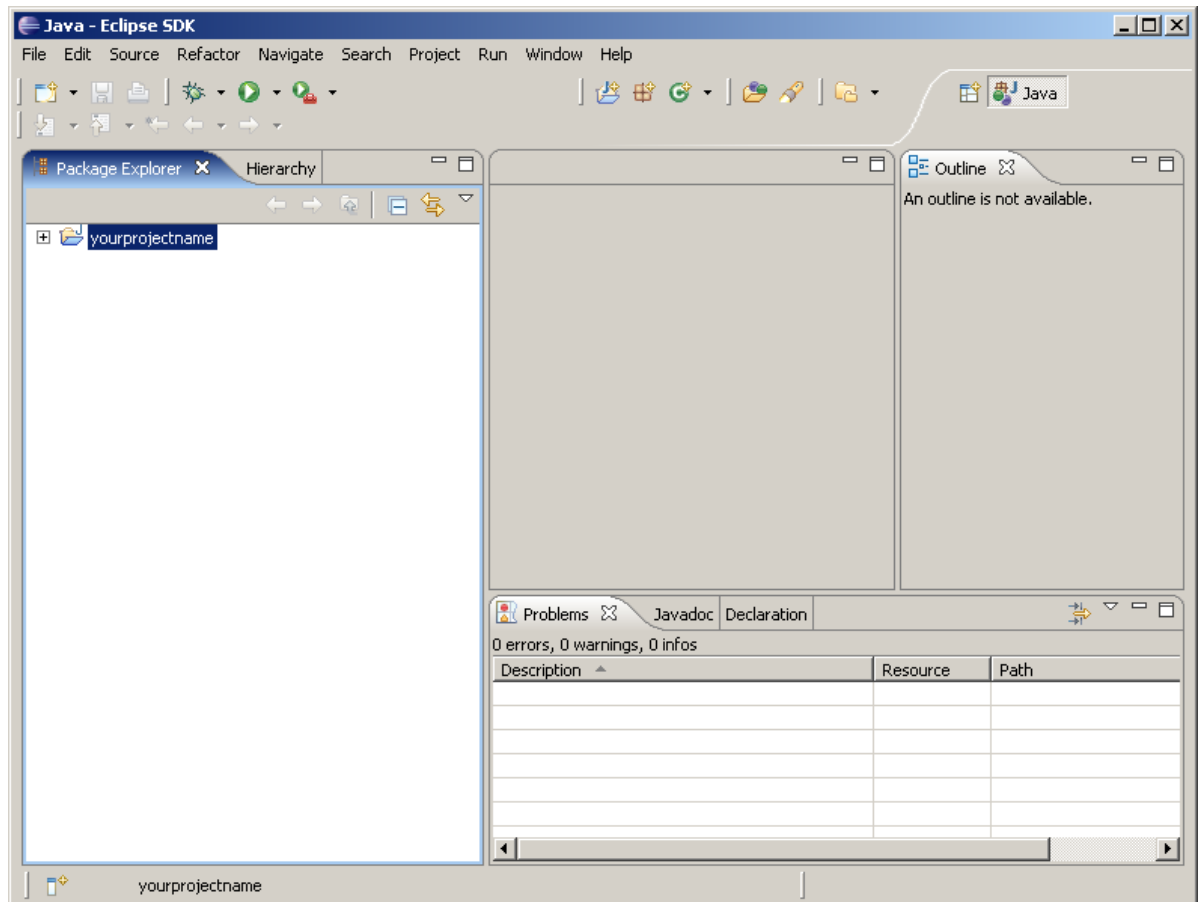 Java - Eclipse SDK
File Edit Source Refactor Navigate Search Project Run Window Help
Java
Package Explorer Hierarchy
Outline
An outline is not available.
yourprojectname
Problems Javadoc Declaration
0 errors, 0 warnings, 0 infos
Description Resource Path
yourprojectname